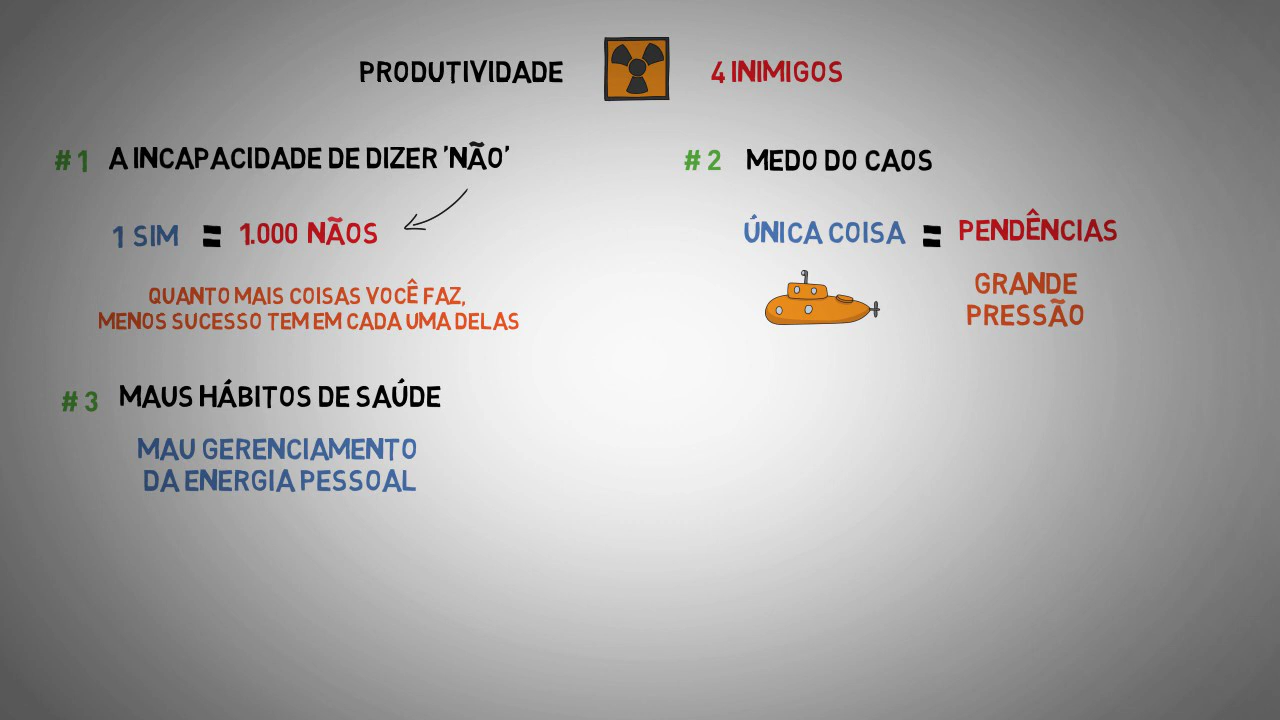 PRODUTIVIDADE 4 INIMIGOS
#1 A INCAPACIDADE DE DIZER 'NÃO'
1 SIM = 1.000 NÃOS
QUANTO MAIS COISAS VOCÊ FAZ,
MENOS SUCESSO TEM EM CADA UMA DELAS
#2 MEDO DO CAOS
ÚNICA COISA = PENDÊNCIAS
GRANDE
PRESSÃO
#3 MAUS HÁBITOS DE SAÚDE
MAU GERENCIAMENTO
DA ENERGIA PESSOAL